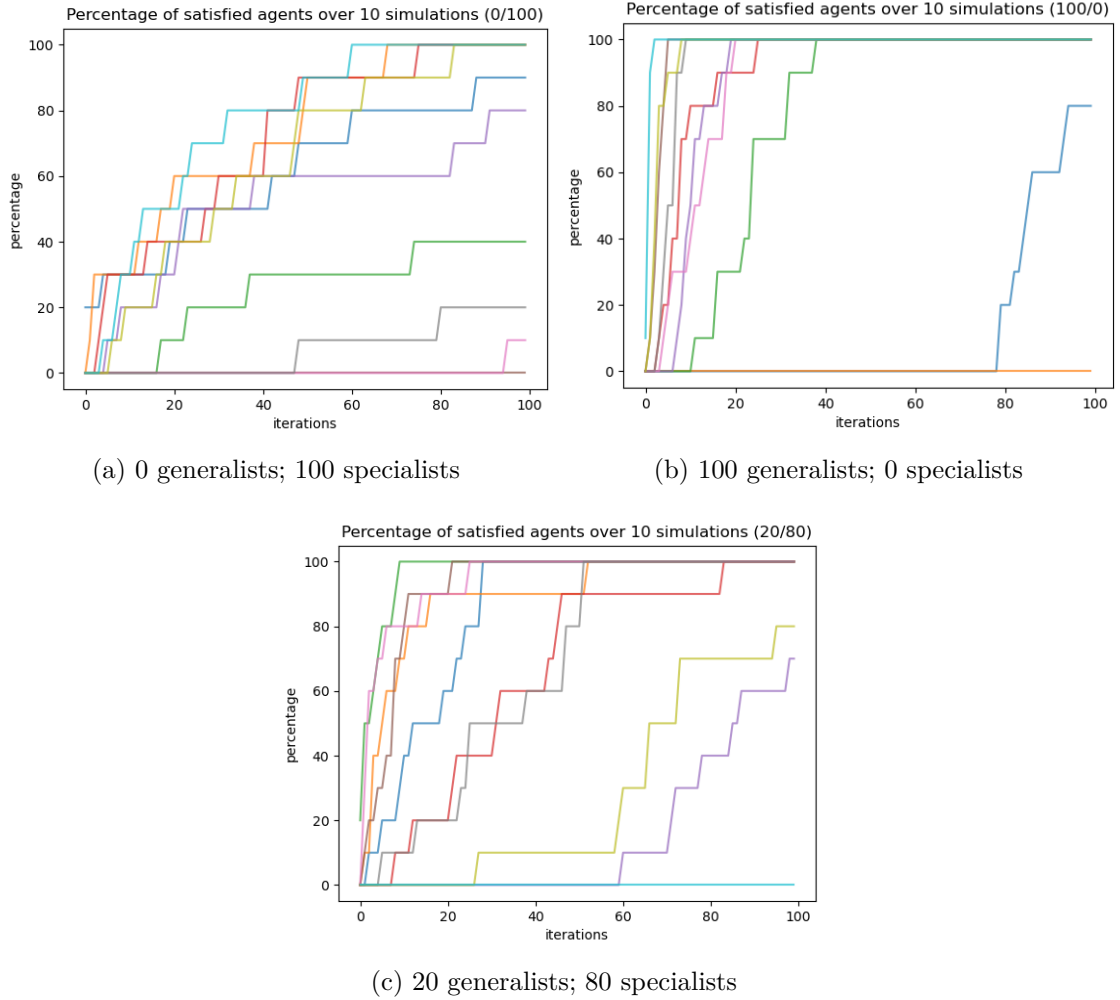 Percentage of satisfied agents over 10 simulations (0/100)
100
80
60
40
20
0
percentage
0 20 40 60 80 100
iterations
(a) 0 generalists; 100 specialists
Percentage of satisfied agents over 10 simulations (100/0)
100
80
60
40
20
0
percentage
0 20 40 60 80 100
iterations
(b) 100 generalists; 0 specialists
Percentage of satisfied agents over 10 simulations (20/80)
100
80
60
40
20
0
percentage
0 20 40 60 80 100
iterations
(c) 20 generalists; 80 specialists